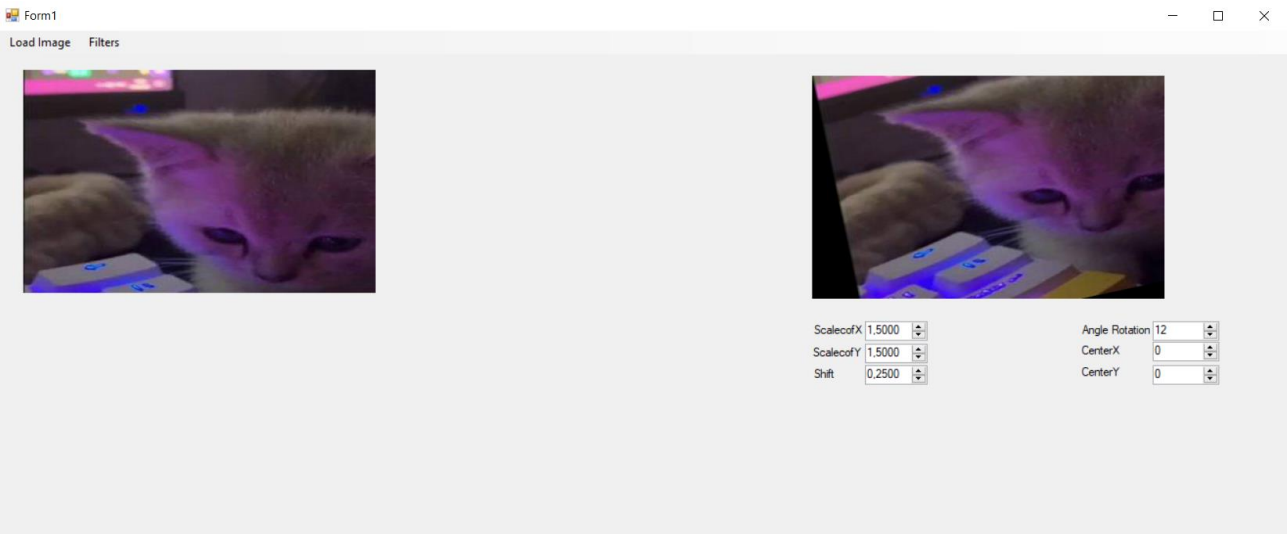 Form1
Load Image Filters
ScalecofX 1,5000 Angle Rotation 12
ScalecofY 1,5000 CenterX 0
Shift 0,2500 CenterY 0